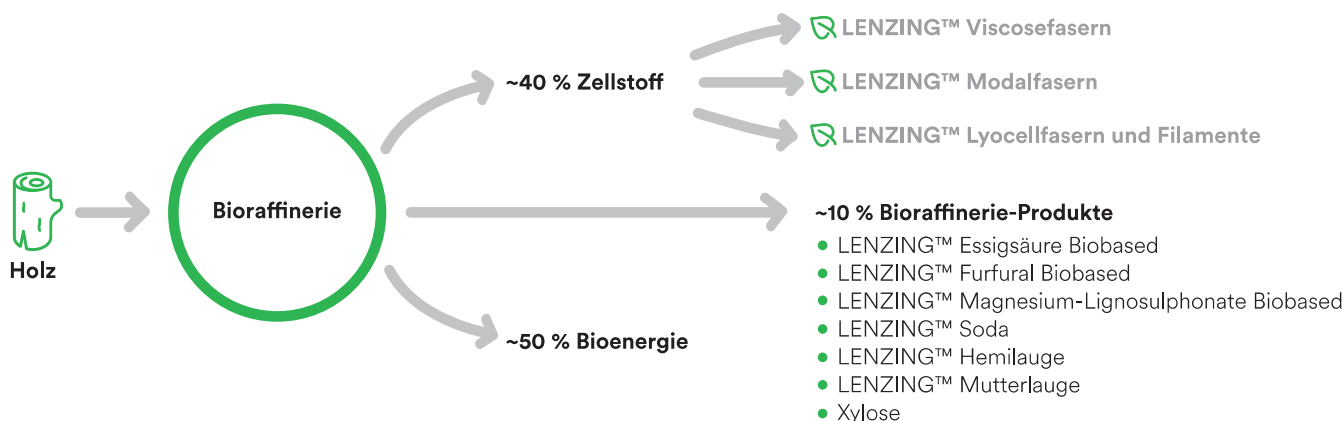 Holz
Bioraffinerie
~40 % Zellstoff
LENZING™ Viscosefasern
LENZING™ Modalfasern
LENZING™ Lyocellfasern und Filamente
~10 % Bioraffinerie-Produkte
• LENZING™ Essigsäure Biobased
• LENZING™ Furfural Biobased
• LENZING™ Magnesium-Lignosulphonate Biobased
• LENZING™ Soda
• LENZING™ Hemilauge
• LENZING™ Mutterlauge
• Xylose
~50 % Bioenergie